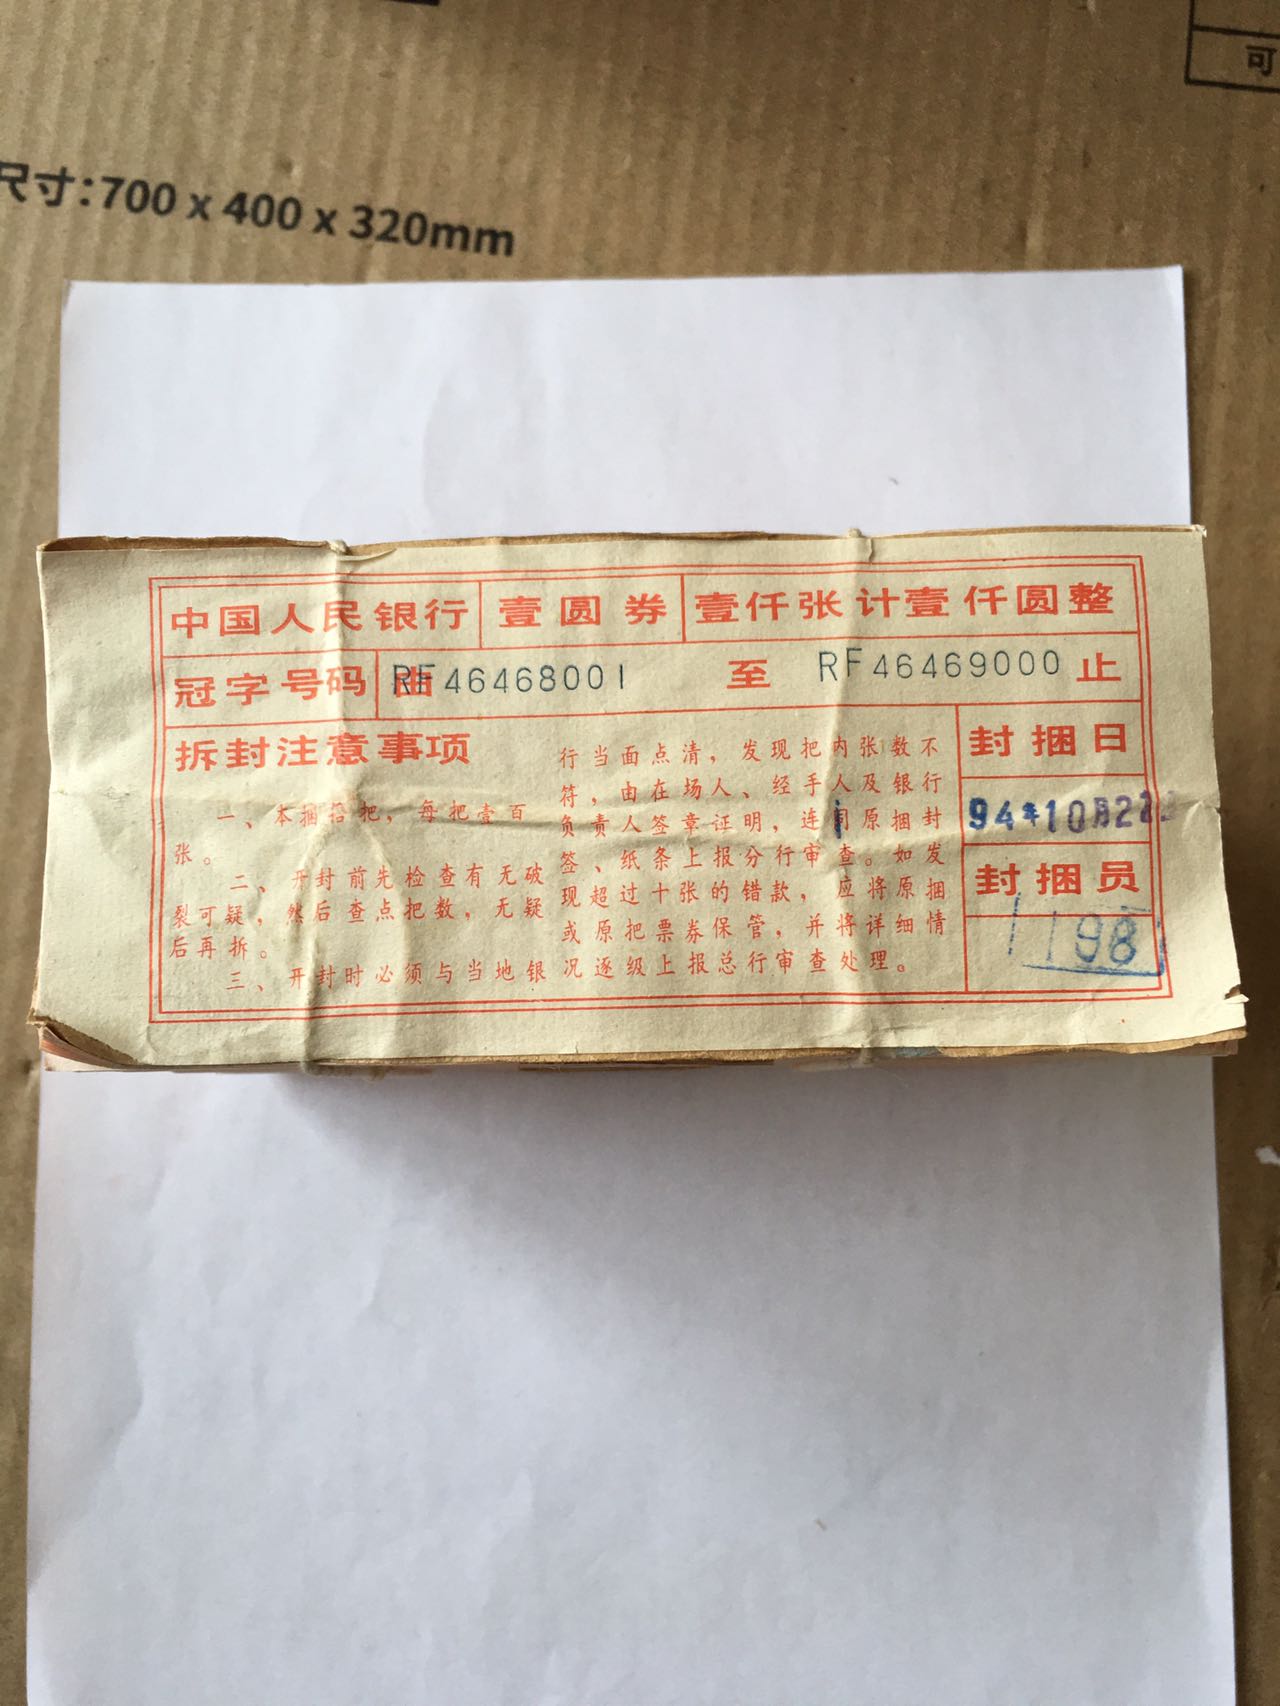 可
尺寸:700 x 400 x 320mm
中国人民银行 壹圆券 壹仟张计壹仟圆整
冠字号码 由 RF46468001 至 RF46469000 止
拆封注意事项
一、本捆拾把，每把壹百
张。
二、开封前先检查有无破
裂可疑，然后查点把数，无疑
后再拆。
三、开封时必须与当地银
行当面点清，发现把内张数不
符，由在场人、经手人及银行
负责人签章证明，连同原捆封
签、纸条上报分行审查。如发
现超过十张的错款，应将原捆
或原把票券保管，并将详细情
况逐级上报总行审查处理。
封捆日
94年10月22日
封捆员
198